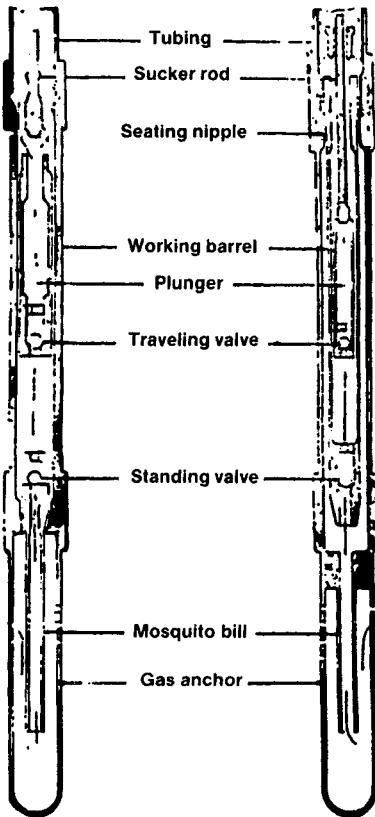 Tubing
Sucker rod
Seating nipple
Working barrel
Plunger
Traveling valve
Standing valve
Mosquito bill
Gas anchor